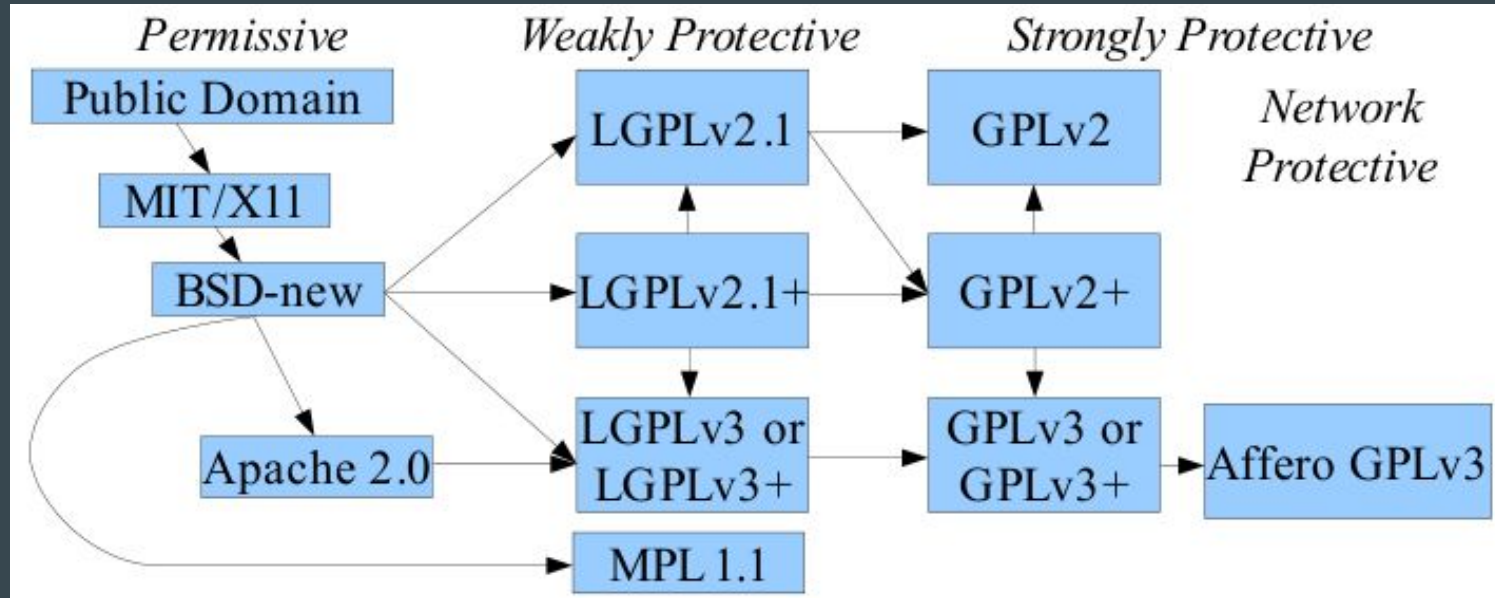 Permissive
Weakly Protective
Strongly Protective
Network
Protective
Public Domain
MIT/X11
BSD-new
Apache 2.0
LGPLv2.1
LGPLv2.1+
LGPLv3 or
LGPLv3+
MPL 1.1
GPLv2
GPLv2+
GPLv3 or
GPLv3+
Affero GPLv3